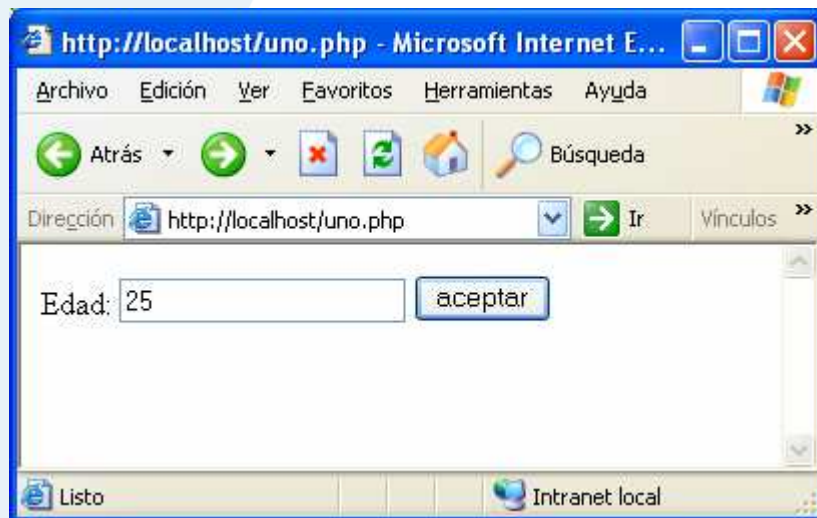 http://localhost/uno.php - Microsoft Internet E...
Archivo Edición Ver Favoritos Herramientas Ayuda
Atrás Búsqueda »
Dirección http://localhost/uno.php Ir Vínculos »
Edad: 25 aceptar
Listo Intranet local